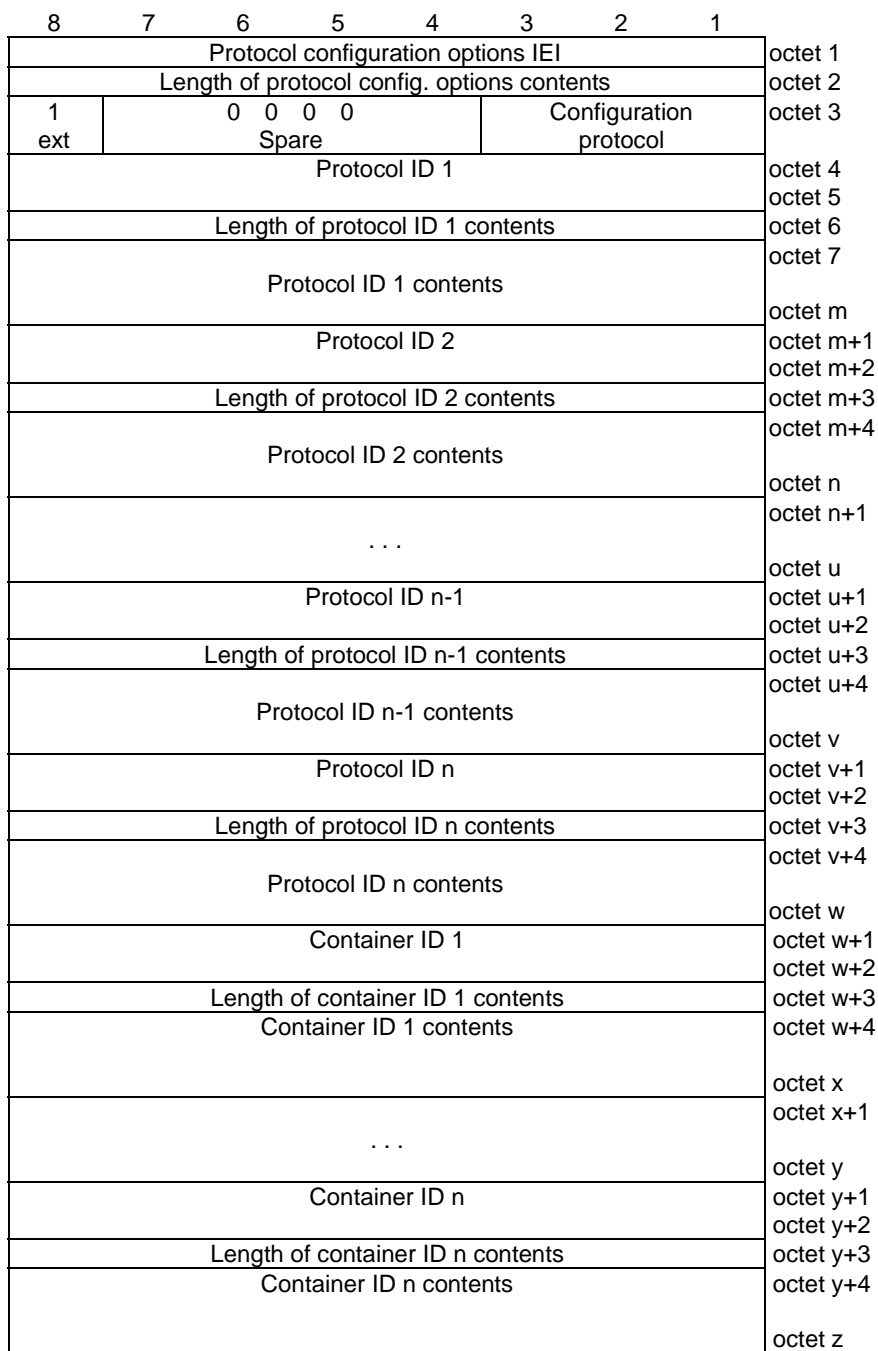 8 7 6 5 4 3 2 1
Protocol configuration options IEI octet 1
Length of protocol config. options contents octet 2
1 0 0 0 0 Configuration octet 3
ext Spare protocol
Protocol ID 1 octet 4
octet 5
Length of protocol ID 1 contents octet 6
octet 7
Protocol ID 1 contents
octet m
Protocol ID 2 octet m+1
octet m+2
Length of protocol ID 2 contents octet m+3
octet m+4
Protocol ID 2 contents
octet n
octet n+1
. . .
octet u
Protocol ID n-1 octet u+1
octet u+2
Length of protocol ID n-1 contents octet u+3
octet u+4
Protocol ID n-1 contents
octet v
Protocol ID n octet v+1
octet v+2
Length of protocol ID n contents octet v+3
octet v+4
Protocol ID n contents
octet w
Container ID 1 octet w+1
octet w+2
Length of container ID 1 contents octet w+3
Container ID 1 contents octet w+4
octet x
octet x+1
. . .
octet y
Container ID n octet y+1
octet y+2
Length of container ID n contents octet y+3
Container ID n contents octet y+4
octet z